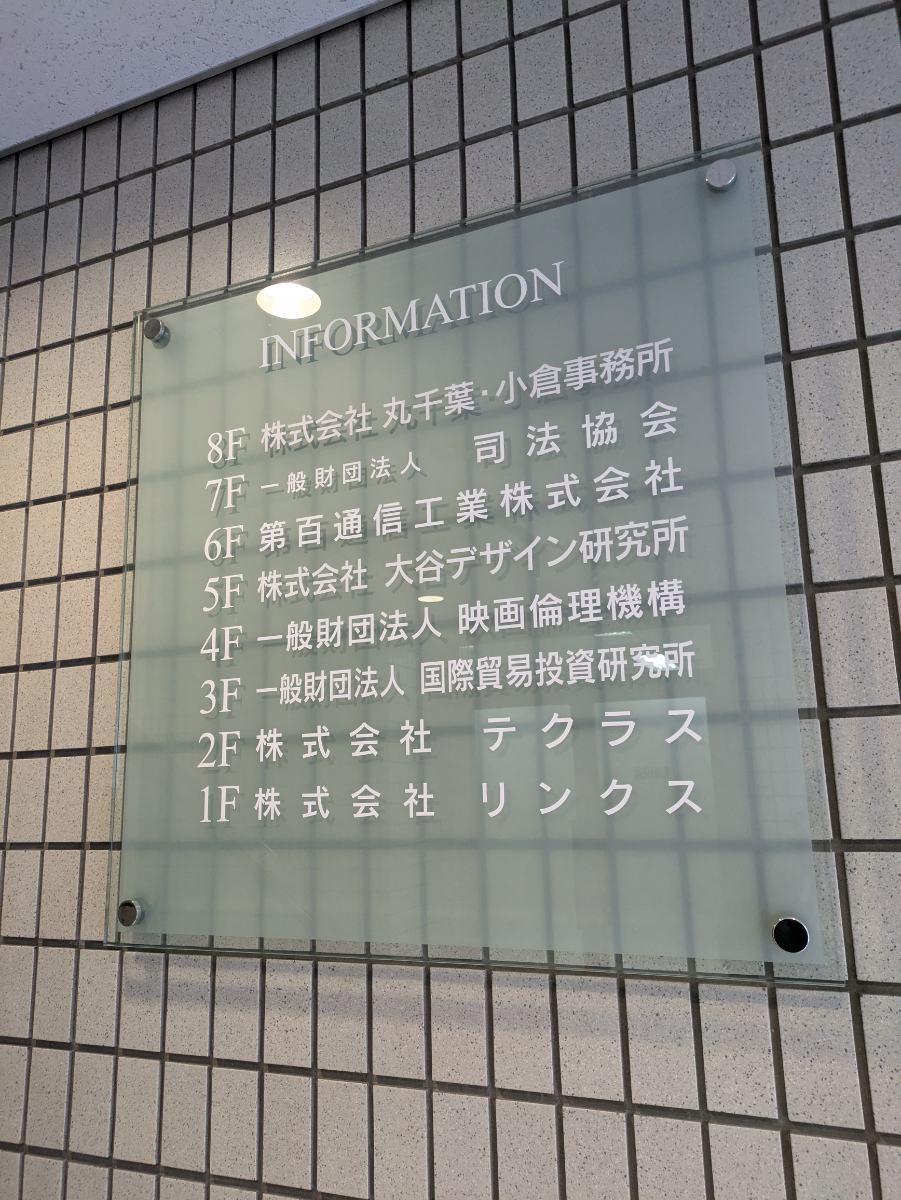 INFORMATION
8F 株式会社 丸千葉・小倉事務所
7F 一般財団法人 司法協会
6F 第百通信工業株式会社
5F 株式会社 大谷デザイン研究所
4F 一般財団法人 映画倫理機構
3F 一般財団法人 国際貿易投資研究所
2F 株式会社 テクラス
1F 株式会社 リンクス